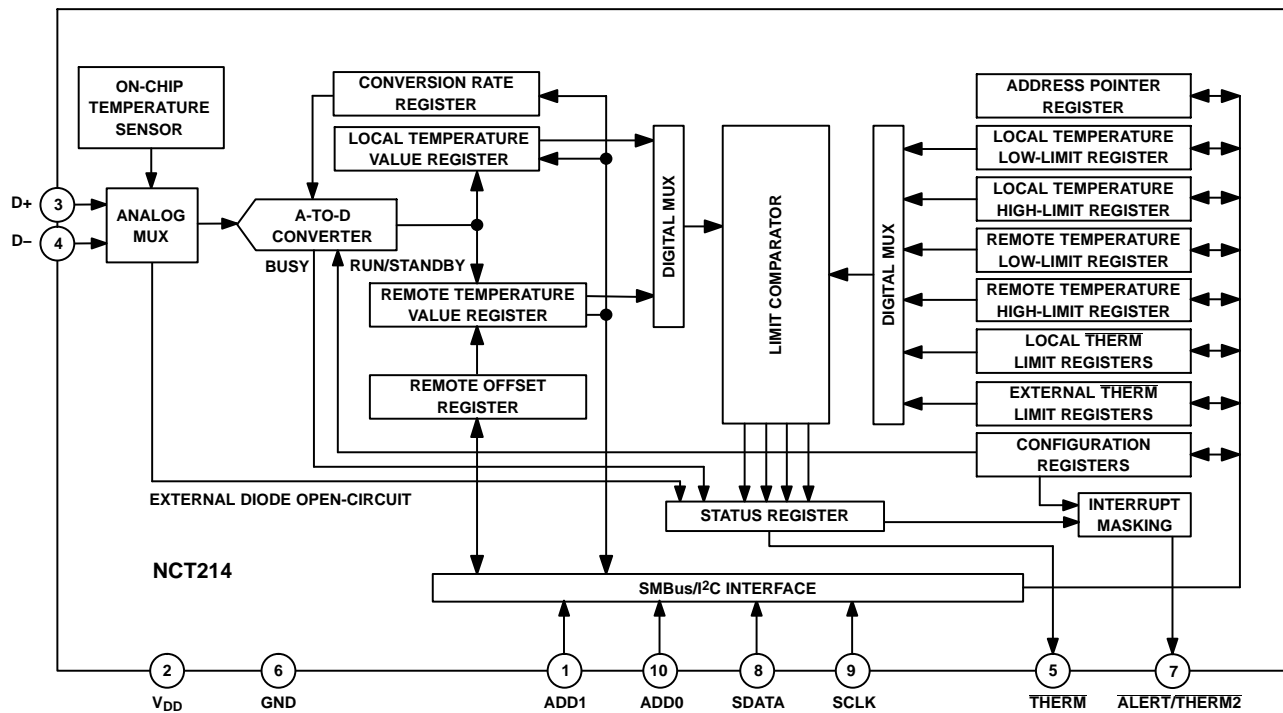 ON-CHIP
TEMPERATURE
SENSOR
CONVERSION RATE
REGISTER
LOCAL TEMPERATURE
VALUE REGISTER
ADDRESS POINTER
REGISTER
LOCAL TEMPERATURE
LOW-LIMIT REGISTER
LOCAL TEMPERATURE
HIGH-LIMIT REGISTER
REMOTE TEMPERATURE
LOW-LIMIT REGISTER
REMOTE TEMPERATURE
HIGH-LIMIT REGISTER
LOCAL THERM
LIMIT REGISTERS
EXTERNAL THERM
LIMIT REGISTERS
CONFIGURATION
REGISTERS
D+
3
D–
4
ANALOG
MUX
A-TO-D
CONVERTER
BUSY
RUN/STANDBY
REMOTE TEMPERATURE
VALUE REGISTER
REMOTE OFFSET
REGISTER
DIGITAL MUX
LIMIT COMPARATOR
DIGITAL MUX
EXTERNAL DIODE OPEN-CIRCUIT
STATUS REGISTER
INTERRUPT
MASKING
NCT214
SMBus/I²C INTERFACE
2
6
1
10
8
9
5
7
VDD
GND
ADD1
ADD0
SDATA
SCLK
THERM
ALERT/THERM2